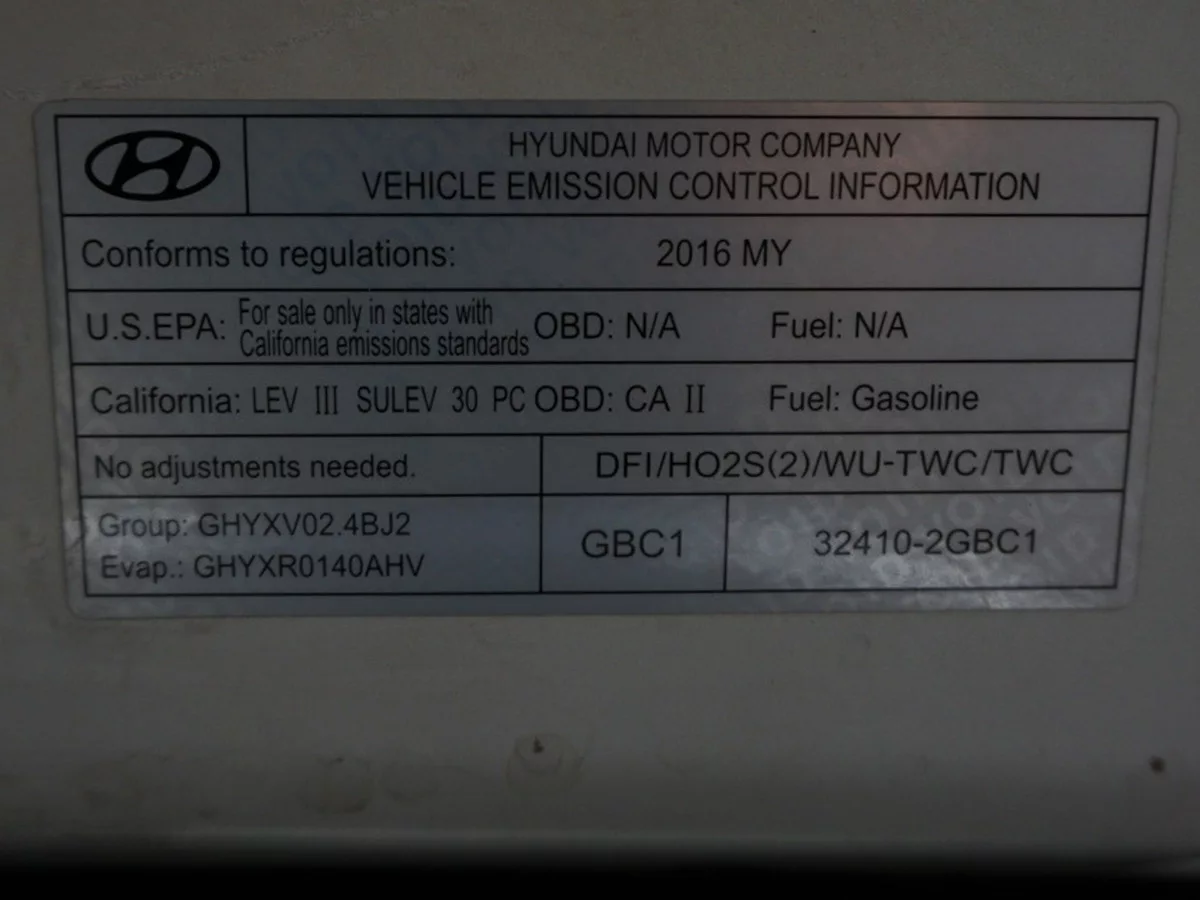 HYUNDAI MOTOR COMPANY
VEHICLE EMISSION CONTROL INFORMATION
Conforms to regulations: 2016 MY
U.S.EPA: For sale only in states with California emissions standards OBD: N/A Fuel: N/A
California: LEV III SULEV 30 PC OBD: CA II Fuel: Gasoline
No adjustments needed. DFI/HO2S(2)/WU-TWC/TWC
Group: GHYXV02.4BJ2
Evap.: GHYXR0140AHV
GBC1
32410-2GBC1